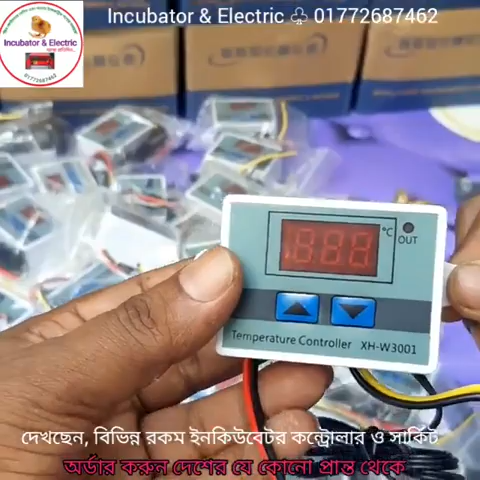 Incubator & Electric ♧ 01772687462
Incubator & Electric
01772687462
°C
OUT
Temperature Controller XH-W3001
দেখছেন, বিভিন্ন রকম ইনকিউবেটর কন্ট্রোলার ও সার্কিট
অর্ডার করুন দেশের যে কোনো প্রান্ত থেকে